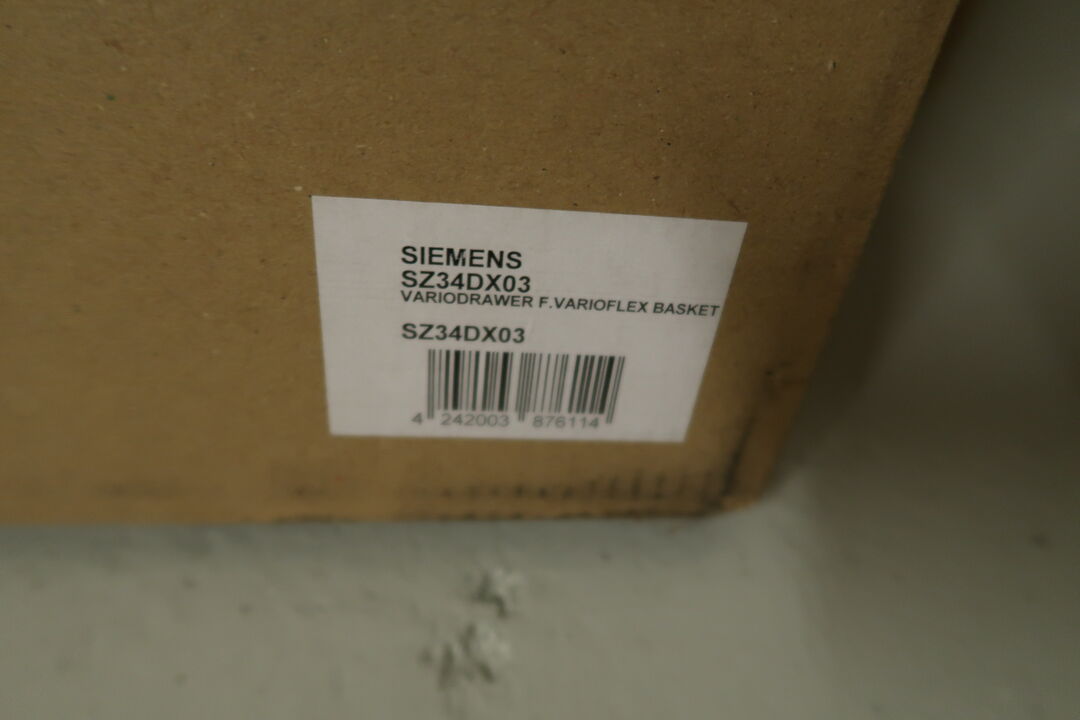 SIEMENS
SZ34DX03
VARIODRAWER F.VARIOFLEX BASKET
SZ34DX03
4 242003 876114